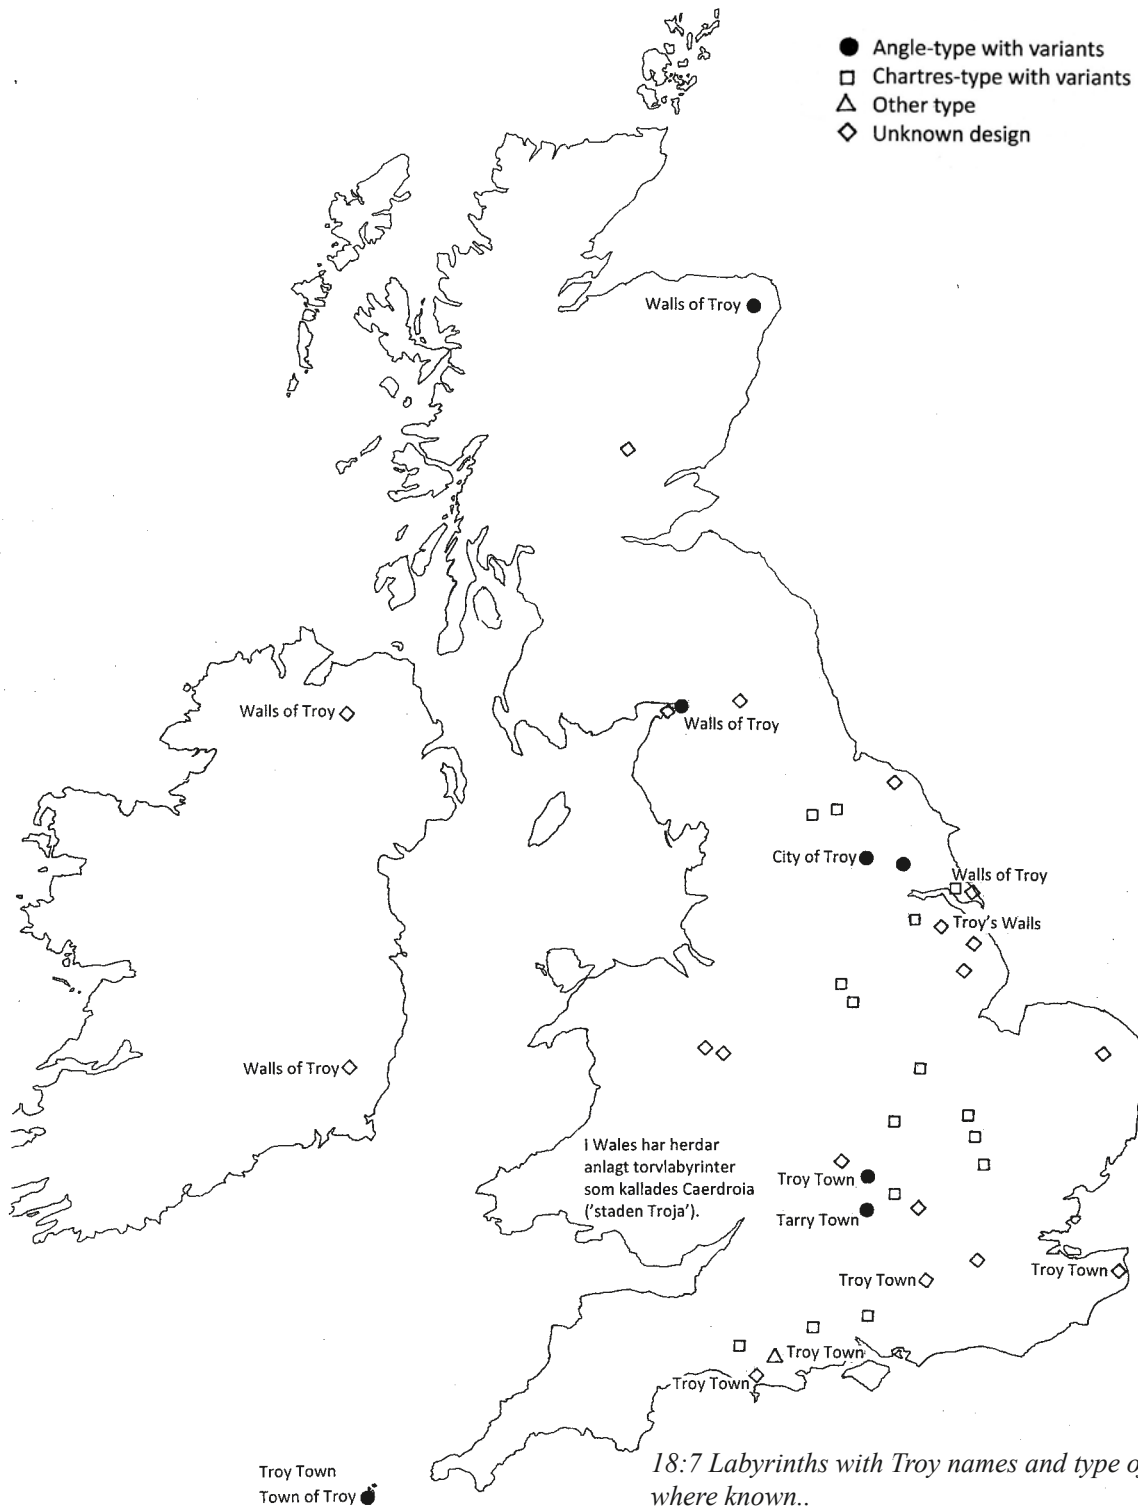 Angle-type with variants
Chartres-type with variants
Other type
Unknown design
Walls of Troy
Walls of Troy
Walls of Troy
City of Troy
Walls of Troy
Troy's Walls
Walls of Troy
i Wales har herdar
anlagt torvlabyrinter
som kallades Caerdroia
('staden Troja').
Troy Town
Tarry Town
Troy Town
Troy Town
Troy Town
Troy Town
Troy Town
Town of Troy
18:7 Labyrinths with Troy names and type o
where known..